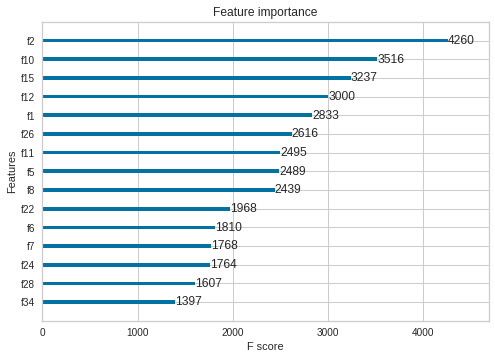 Feature importance
f2 4260
f10 3516
f15 3237
f12 3000
f1 2833
f26 2616
f11 2495
f5 2489
f8 2439
f22 1968
f6 1810
f7 1768
f24 1764
f28 1607
f34 1397
Features
0 1000 2000 3000 4000
F score